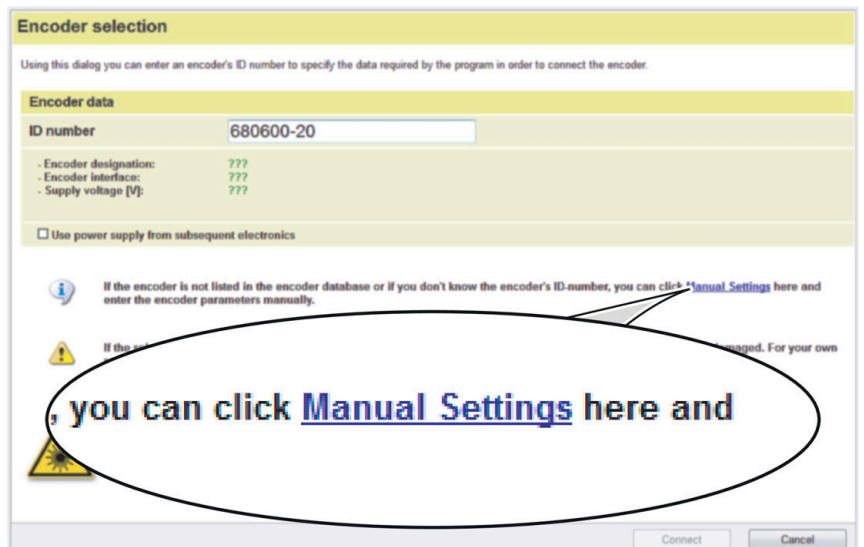 Encoder selection
Using this dialog you can enter an encoder's ID number to specify the data required by the program in order to connect the encoder.
Encoder data
ID number 680600-20
- Encoder designation: ???
- Encoder interface: ???
- Supply voltage [V]: ???
Use power supply from subsequent electronics
If the encoder is not listed in the encoder database or if you don't know the encoder's ID-number, you can click Manual Settings here and
enter the encoder parameters manually.
If the damaged. For your own
, you can click Manual Settings here and
Connect Cancel